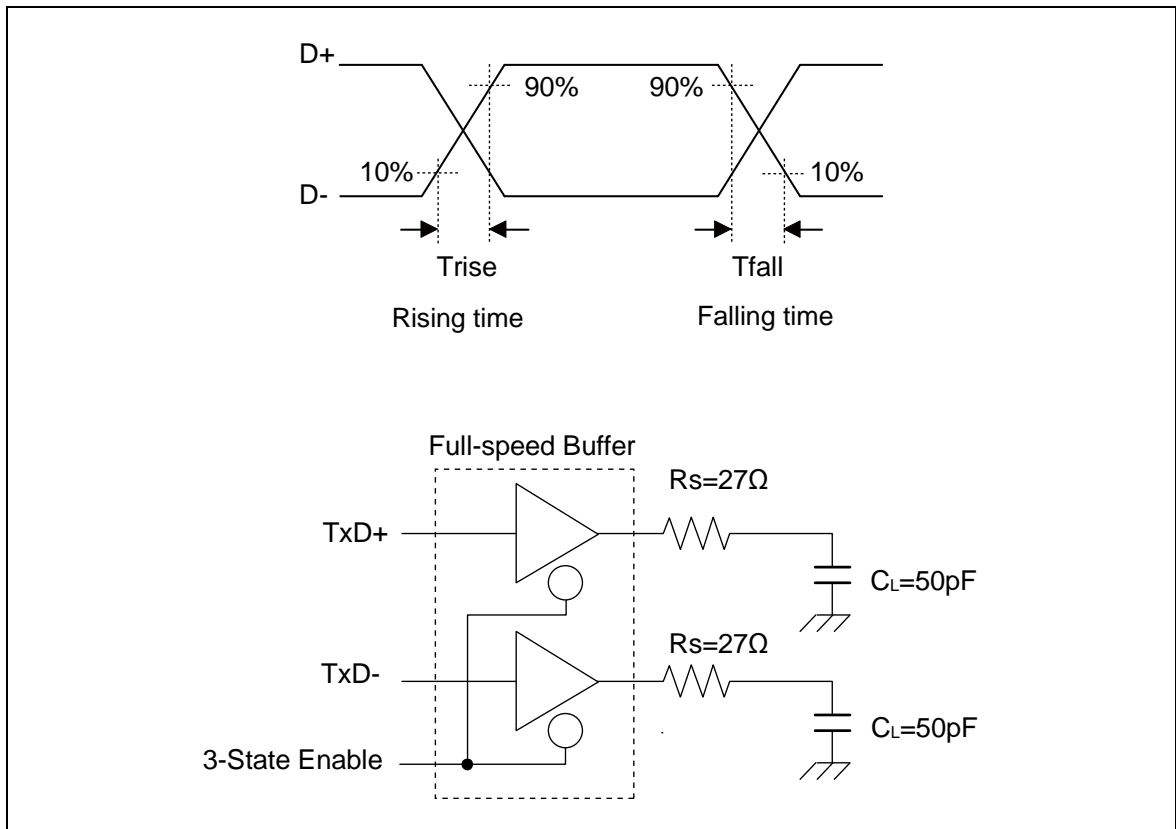 D+
90%
90%
10%
10%
D-
Trise
Tfall
Rising time
Falling time
Full-speed Buffer
Rs=27Ω
TxD+
CL=50pF
Rs=27Ω
TxD-
CL=50pF
3-State Enable